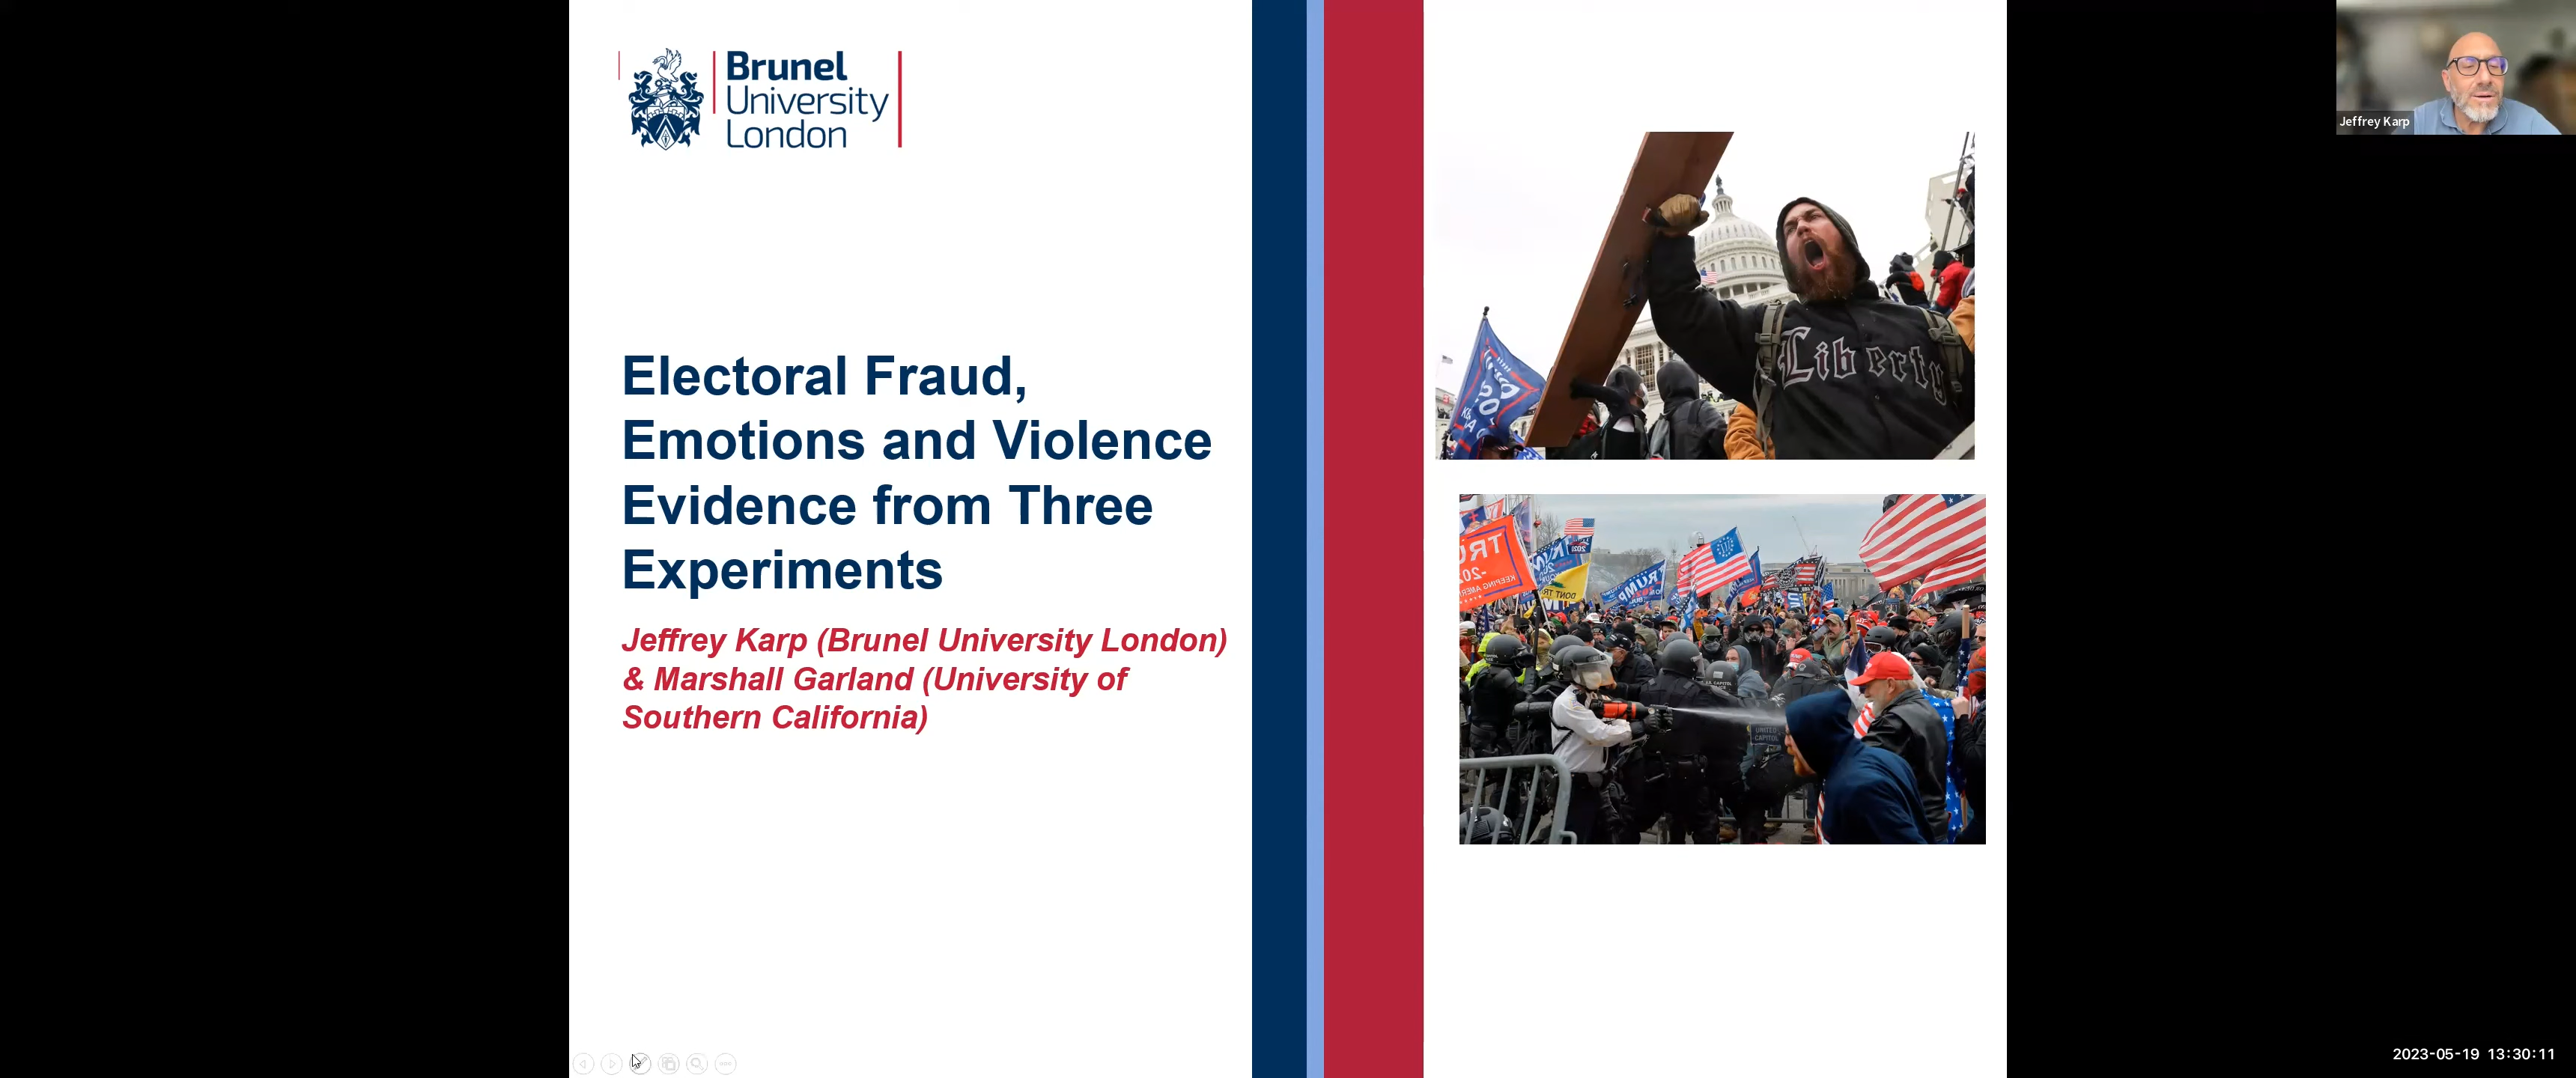 Brunel
University
London
Electoral Fraud,
Emotions and Violence
Evidence from Three
Experiments
Jeffrey Karp (Brunel University London)
& Marshall Garland (University of
Southern California)
Liberty
TRUMP
DONT
Jeffrey Karp
2023-05-19 13:30:11